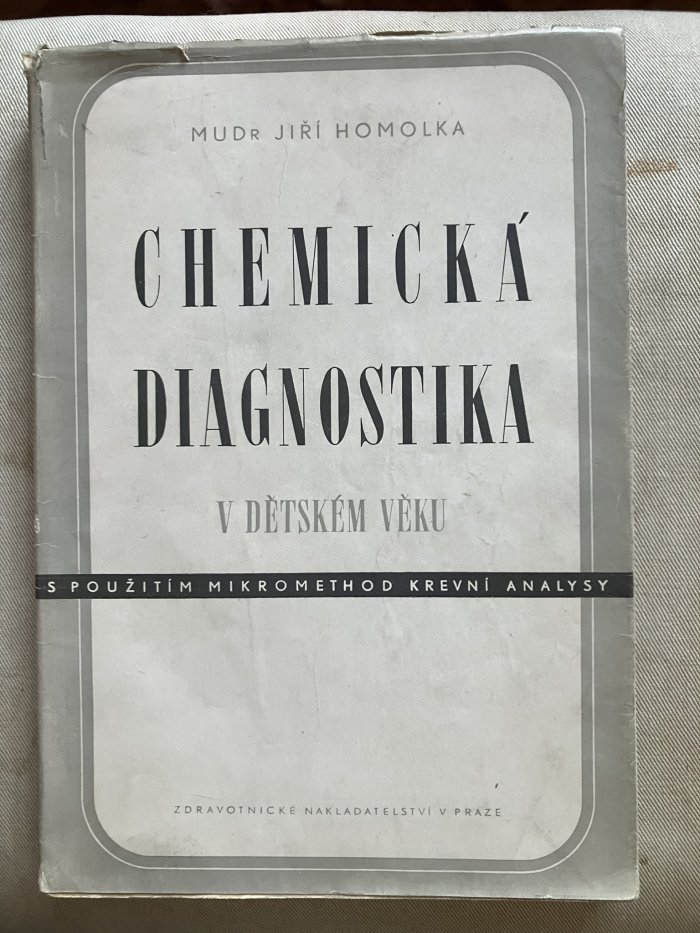 MUDR JIŘÍ HOMOLKA
CHEMICKÁ
DIAGNOSTIKA
V DĚTSKÉM VĚKU
S POUŽITÍM MIKROMETHOD KREVNÍ ANALYSY
ZDRAVOTNICKÉ NAKLADATELSTVÍ V PRAZE